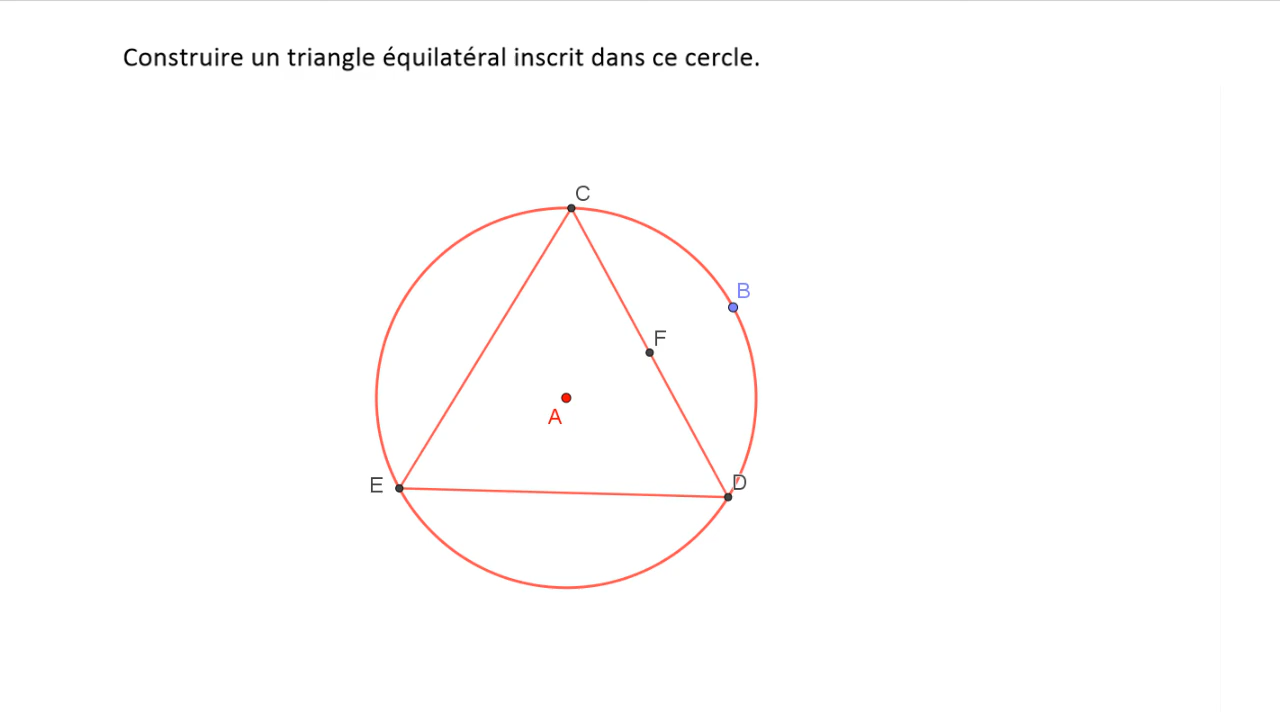 Construire un triangle équilatéral inscrit dans ce cercle.
C
B
F
A
E
D